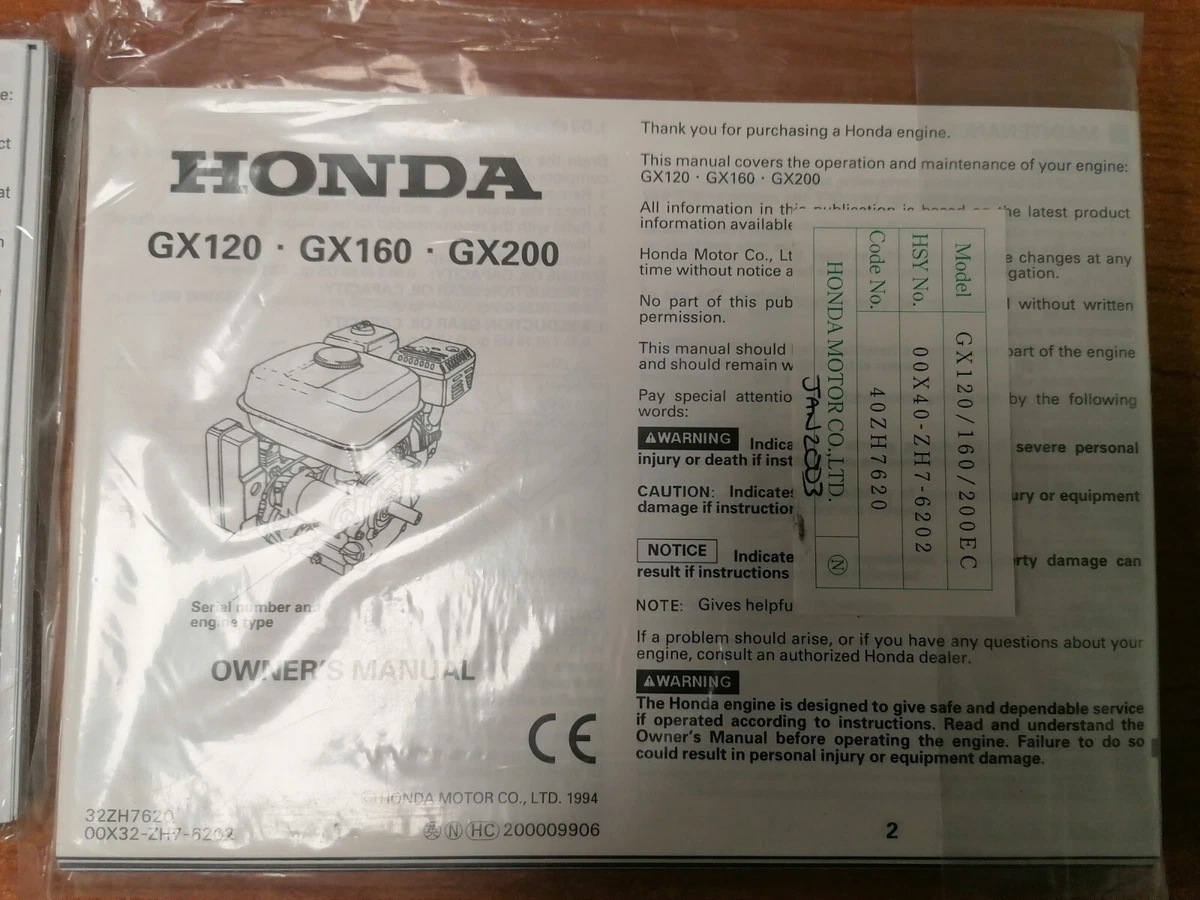 e:
ct
at
HONDA
GX120 · GX160 · GX200
Serial number and
engine type
OWNER'S MANUAL
CE
©HONDA MOTOR CO., LTD. 1994
32ZH7620
00X32-ZH7-6202
N HC 200009906
Thank you for purchasing a Honda engine.
This manual covers the operation and maintenance of your engine:
GX120 · GX160 · GX200
All information in this publication is based on the latest product
information available
Honda Motor Co., Lt e changes at any
time without notice a gation.
No part of this pub without written
permission.
This manual should part of the engine
and should remain w
Pay special attentio by the following
words:
⚠WARNING Indica severe personal
injury or death if inst
CAUTION: Indicates ury or equipment
damage if instruction
NOTICE Indicate rty damage can
result if instructions
NOTE: Gives helpfu
If a problem should arise, or if you have any questions about your
engine, consult an authorized Honda dealer.
⚠WARNING
The Honda engine is designed to give safe and dependable service
if operated according to instructions. Read and understand the
Owner's Manual before operating the engine. Failure to do so
could result in personal injury or equipment damage.
2
Model GX120/160/200EC
HSY No. 00X40-ZH7-6202
Code No. 40ZH7620
HONDA MOTOR CO.,LTD. N
JAN 2003